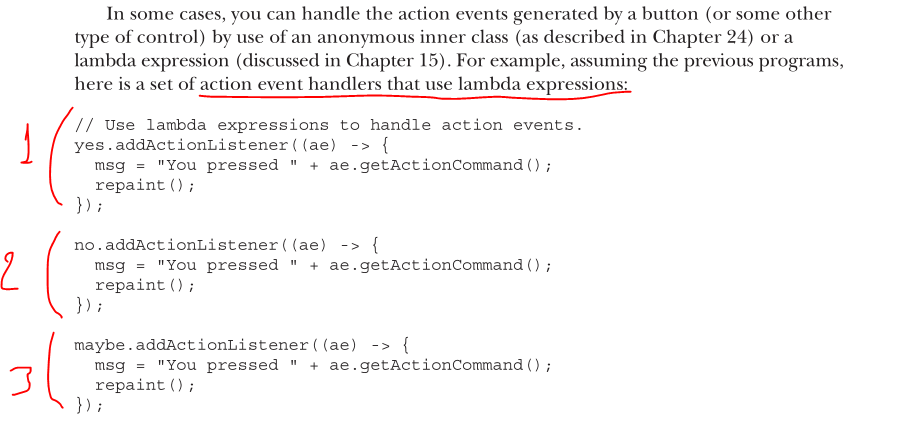 In some cases, you can handle the action events generated by a button (or some other
type of control) by use of an anonymous inner class (as described in Chapter 24) or a
lambda expression (discussed in Chapter 15). For example, assuming the previous programs,
here is a set of action event handlers that use lambda expressions:
1
// Use lambda expressions to handle action events.
yes.addActionListener((ae) -> {
msg = "You pressed " + ae.getActionCommand();
repaint();
});
2
no.addActionListener((ae) -> {
msg = "You pressed " + ae.getActionCommand();
repaint();
});
3
maybe.addActionListener((ae) -> {
msg = "You pressed " + ae.getActionCommand();
repaint();
});